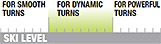 FOR SMOOTH TURNS
FOR DYNAMIC TURNS
FOR POWERFUL TURNS
SKI LEVEL